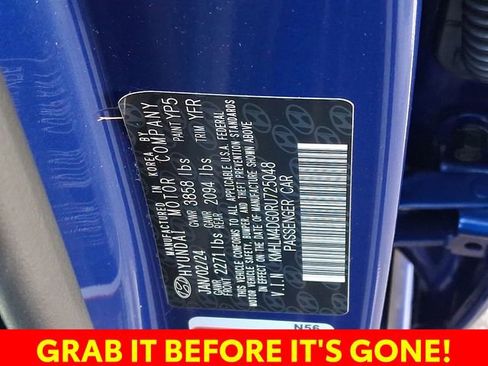 MANUFACTURED IN KOREA BY
HYUNDAI MOTOR COMPANY
JAN/02/24 PAINT YP5
GVWR 3858 lbs TRIM YFR
GAWR FRONT 2271 lbs GAWR REAR 2094 lbs
THIS VEHICLE CONFORMS TO ALL APPLICABLE U.S.A. FEDERAL
MOTOR VEHICLE SAFETY, BUMPER, AND THEFT PREVENTION STANDARDS
IN EFFECT ON THE DATE OF MANUFACTURE SHOWN ABOVE.
V.I.N : KMHLM4DG0RU725048
PASSENGER CAR
N56
GRAB IT BEFORE IT'S GONE!